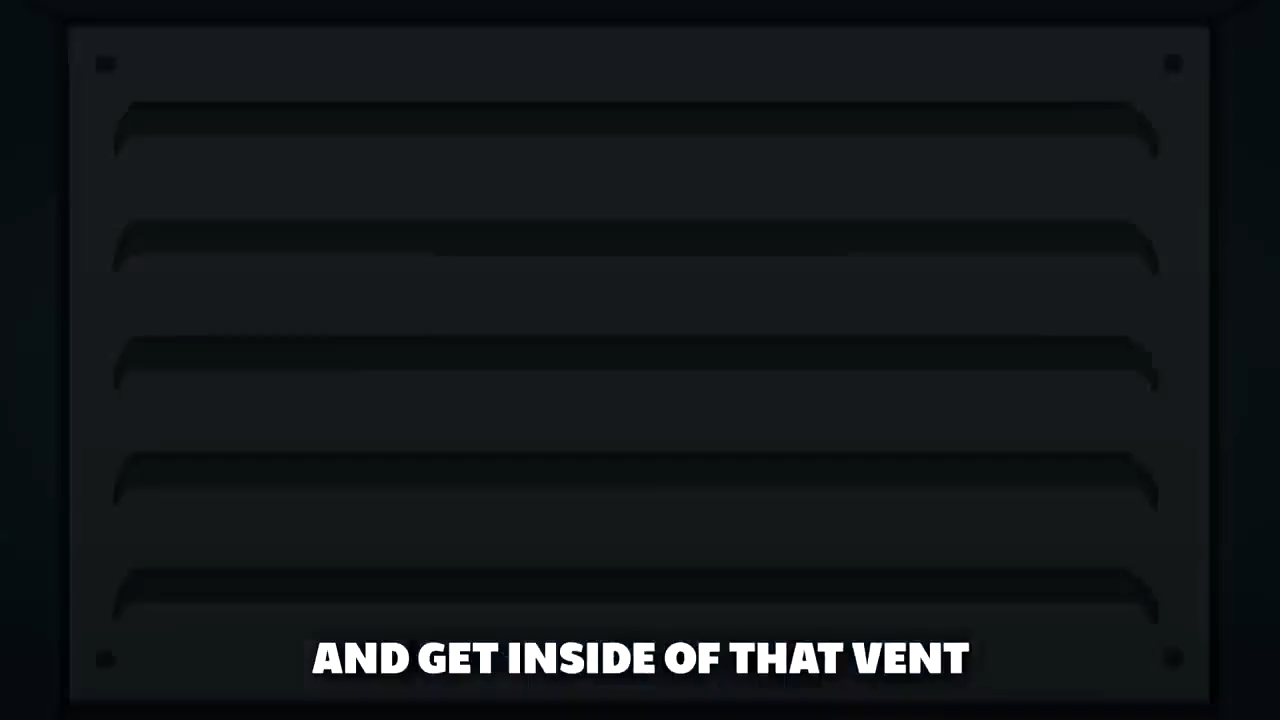 AND GET INSIDE OF THAT VENT